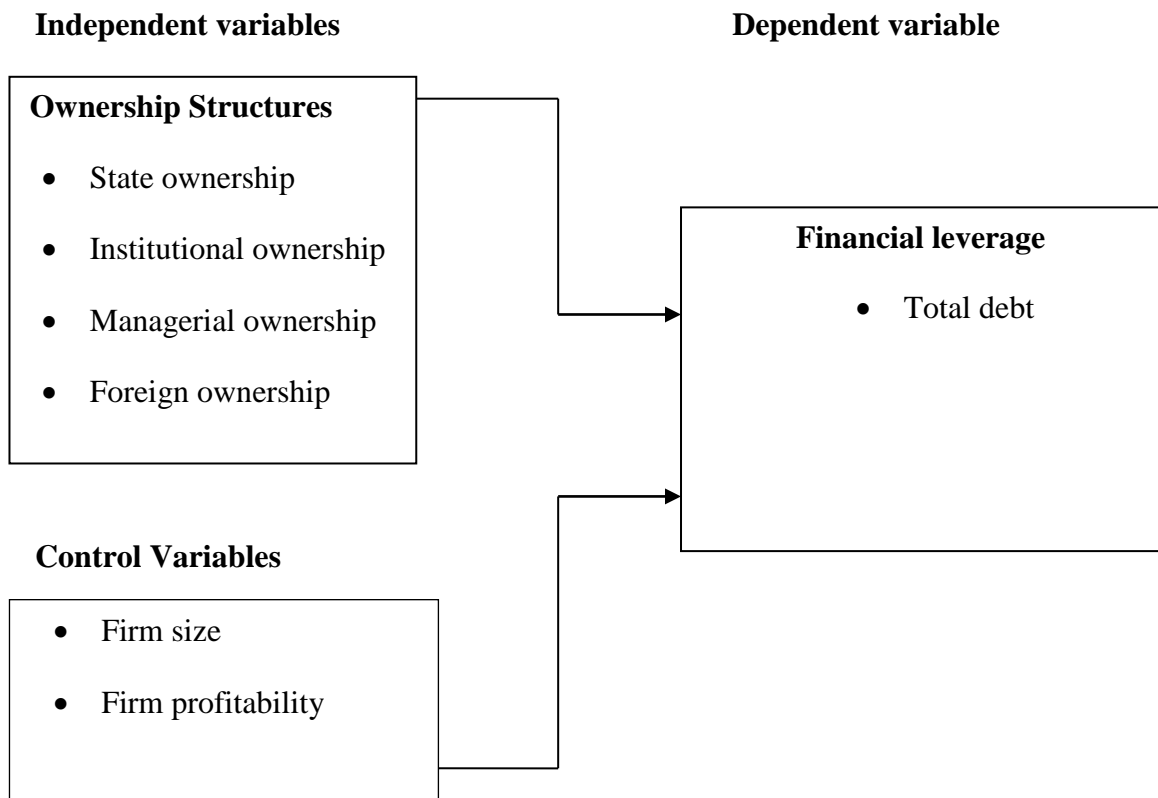 Independent variables
Dependent variable
Ownership Structures
• State ownership
• Institutional ownership
• Managerial ownership
• Foreign ownership
Financial leverage
• Total debt
Control Variables
• Firm size
• Firm profitability